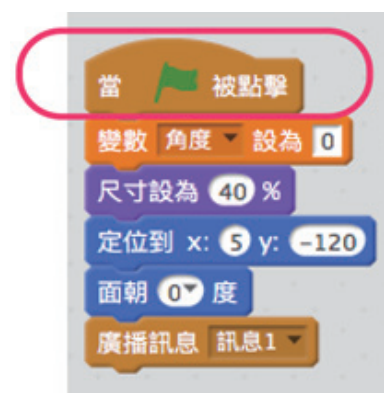 當 被點擊
變數 角度 設為 0
尺寸設為 40 %
定位到 x: 5 y: -120
面朝 0 度
廣播訊息 訊息1